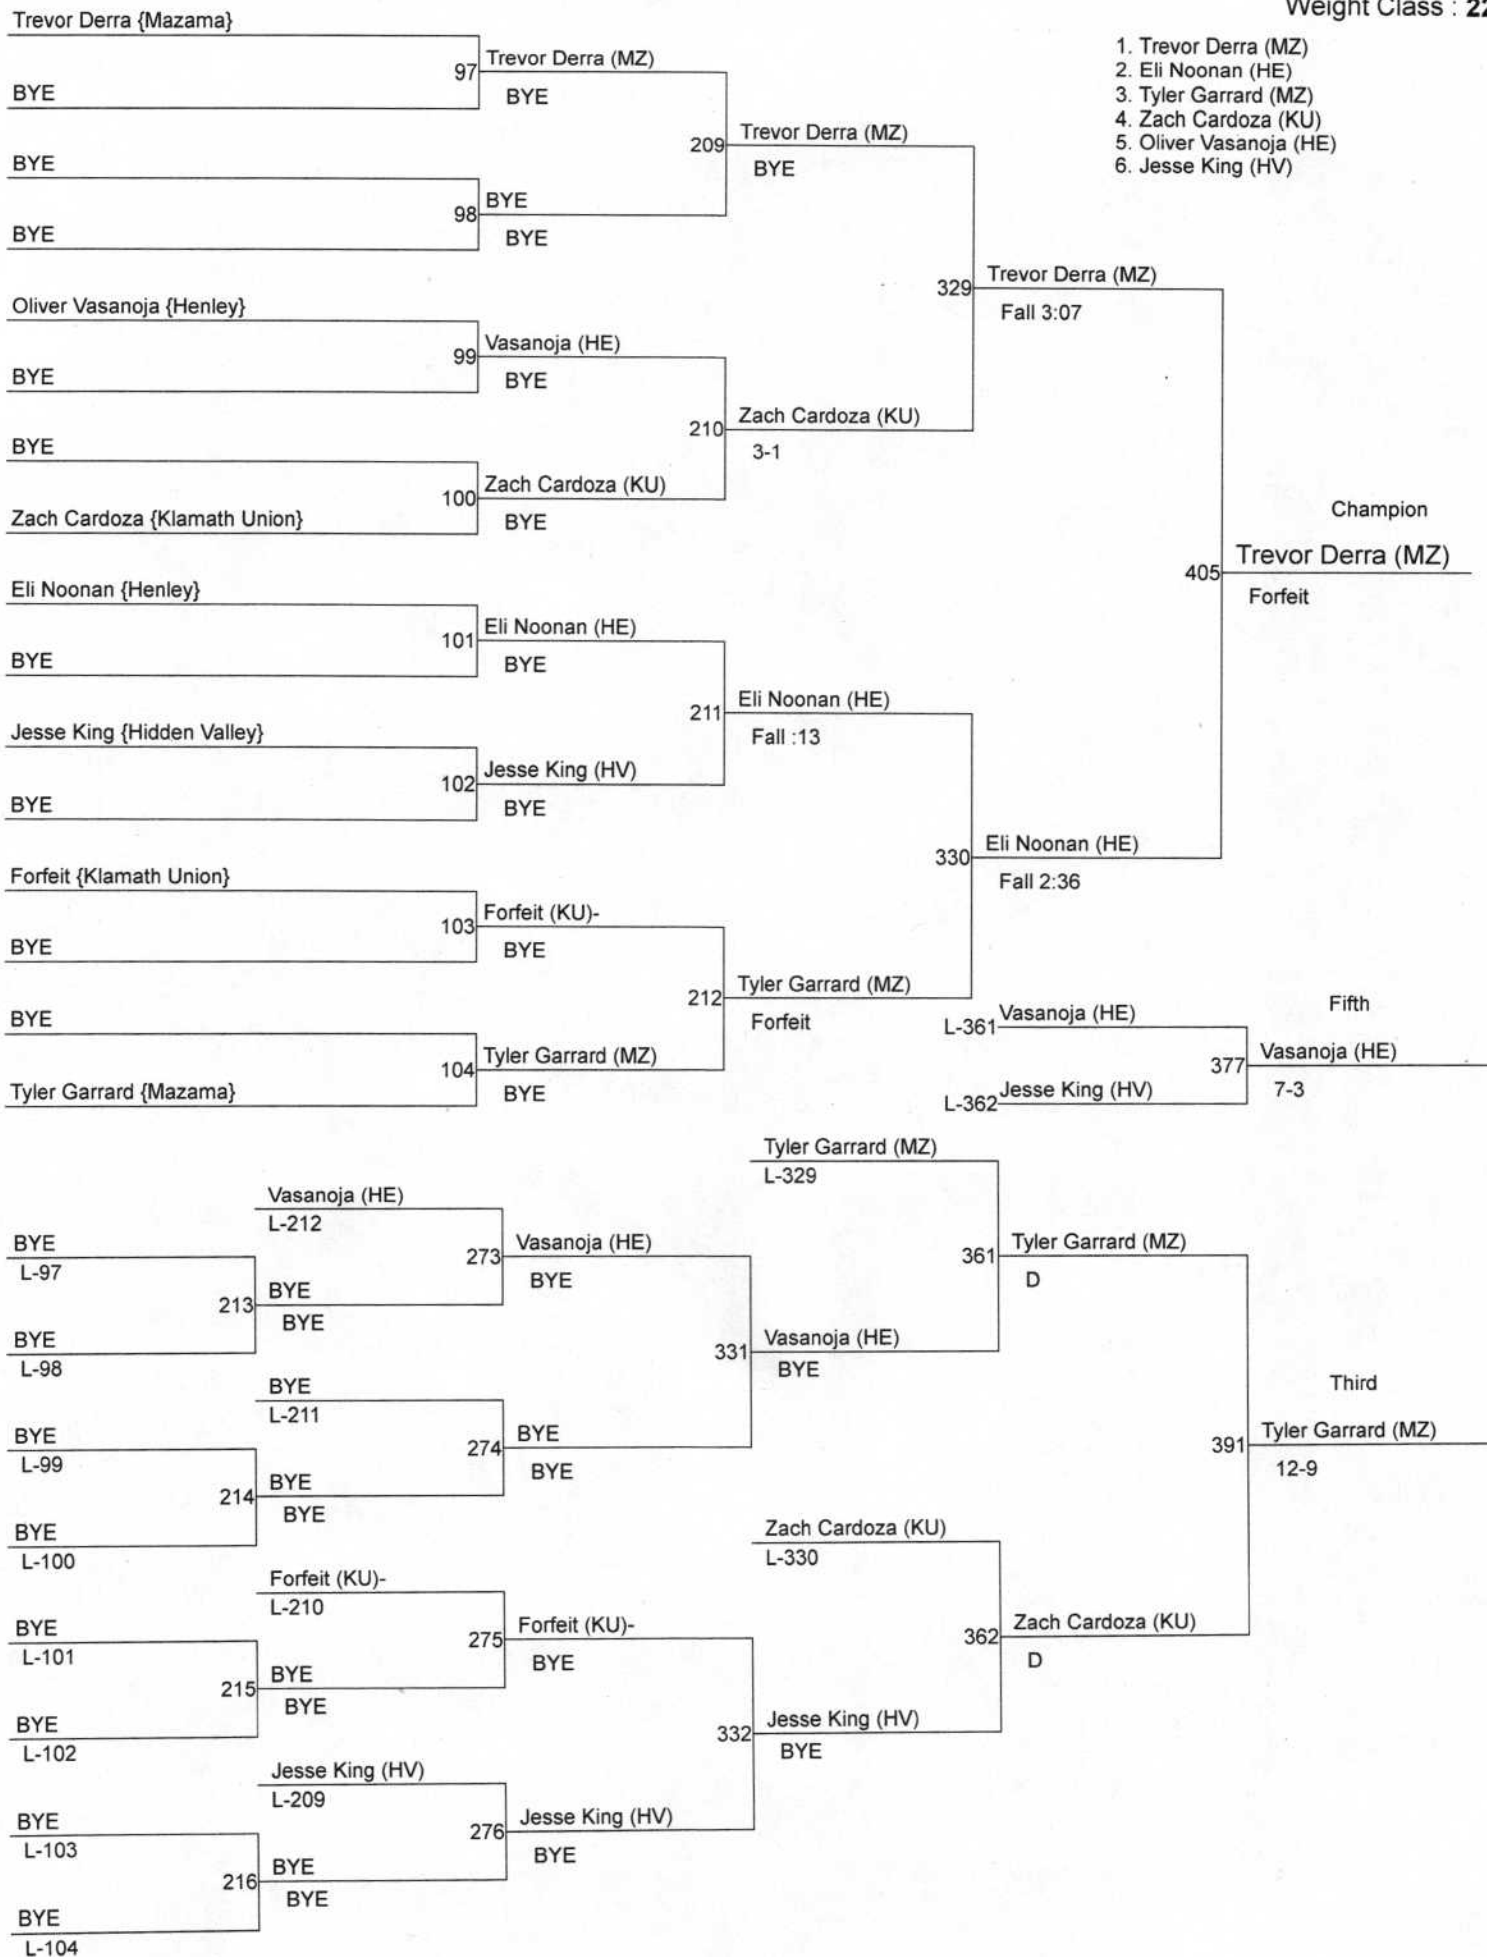 Weight Class : 22
1. Trevor Derra (MZ)
2. Eli Noonan (HE)
3. Tyler Garrard (MZ)
4. Zach Cardoza (KU)
5. Oliver Vasanoja (HE)
6. Jesse King (HV)
Trevor Derra {Mazama}
97
Trevor Derra (MZ)
BYE
BYE
209
Trevor Derra (MZ)
BYE
BYE
98
BYE
BYE
BYE
329
Trevor Derra (MZ)
Fall 3:07
Oliver Vasanoja {Henley}
99
Vasanoja (HE)
BYE
BYE
210
Zach Cardoza (KU)
3-1
BYE
100
Zach Cardoza (KU)
BYE
Zach Cardoza {Klamath Union}
Champion
405
Trevor Derra (MZ)
Forfeit
Eli Noonan {Henley}
101
Eli Noonan (HE)
BYE
BYE
211
Eli Noonan (HE)
Fall :13
Jesse King {Hidden Valley}
102
Jesse King (HV)
BYE
BYE
330
Eli Noonan (HE)
Fall 2:36
Forfeit {Klamath Union}
103
Forfeit (KU)-
BYE
BYE
212
Tyler Garrard (MZ)
Forfeit
BYE
104
Tyler Garrard (MZ)
BYE
Tyler Garrard {Mazama}
Fifth
L-361
Vasanoja (HE)
377
Vasanoja (HE)
7-3
L-362
Jesse King (HV)
Tyler Garrard (MZ)
L-329
Vasanoja (HE)
L-212
BYE
L-97
273
Vasanoja (HE)
BYE
361
Tyler Garrard (MZ)
D
213
BYE
BYE
BYE
L-98
331
Vasanoja (HE)
BYE
BYE
L-211
Third
BYE
L-99
274
BYE
BYE
391
Tyler Garrard (MZ)
12-9
214
BYE
BYE
BYE
L-100
Zach Cardoza (KU)
L-330
Forfeit (KU)-
L-210
BYE
L-101
275
Forfeit (KU)-
BYE
362
Zach Cardoza (KU)
D
215
BYE
BYE
BYE
L-102
332
Jesse King (HV)
BYE
Jesse King (HV)
L-209
BYE
L-103
276
Jesse King (HV)
BYE
216
BYE
BYE
BYE
L-104